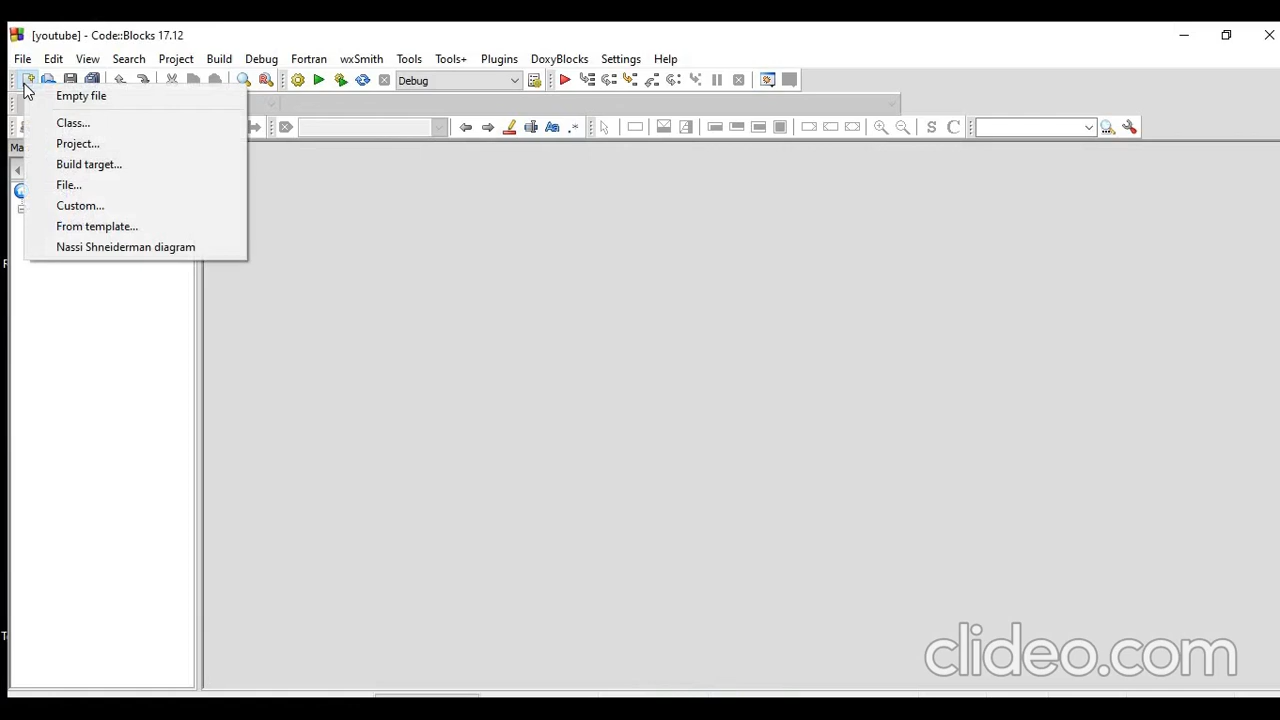 [youtube] - Code::Blocks 17.12
File Edit View Search Project Build Debug Fortran wxSmith Tools Tools+ Plugins DoxyBlocks Settings Help
Debug
Empty file
Class...
Project...
Build target...
File...
Custom...
From template...
Nassi Shneiderman diagram
Ma
S C
clideo.com